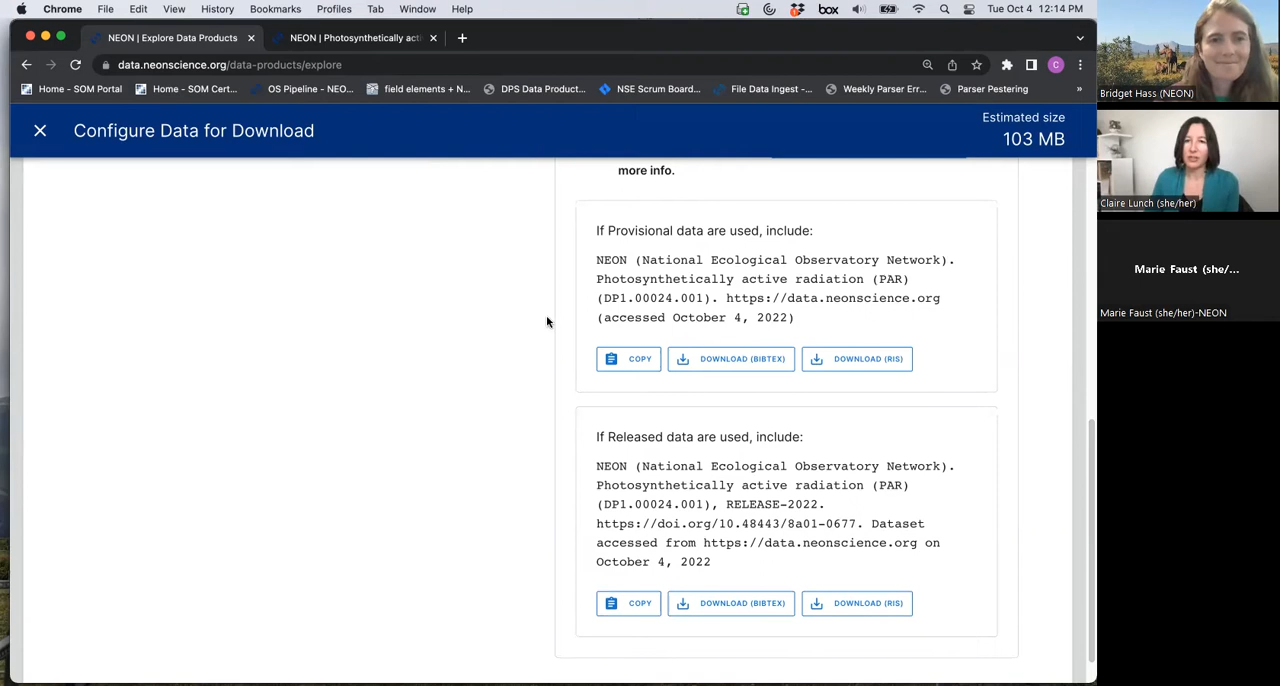 Chrome File Edit View History Bookmarks Profiles Tab Window Help box Tue Oct 4 12:14 PM
NEON | Explore Data Products NEON | Photosynthetically acti
data.neonscience.org/data-products/explore C
Home - SOM Portal Home - SOM Cert... OS Pipeline - NEO... field elements + N... DPS Data Product... NSE Scrum Board... File Data Ingest -... Weekly Parser Err... Parser Pestering »
Configure Data for Download
Estimated size
103 MB
more info.
If Provisional data are used, include:
NEON (National Ecological Observatory Network).
Photosynthetically active radiation (PAR)
(DP1.00024.001). https://data.neonscience.org
(accessed October 4, 2022)
COPY DOWNLOAD (BIBTEX) DOWNLOAD (RIS)
If Released data are used, include:
NEON (National Ecological Observatory Network).
Photosynthetically active radiation (PAR)
(DP1.00024.001), RELEASE-2022.
https://doi.org/10.48443/8a01-0677. Dataset
accessed from https://data.neonscience.org on
October 4, 2022
COPY DOWNLOAD (BIBTEX) DOWNLOAD (RIS)
Bridget Hass (NEON)
Claire Lunch (she/her)
Marie Faust (she/...
Marie Faust (she/her)-NEON